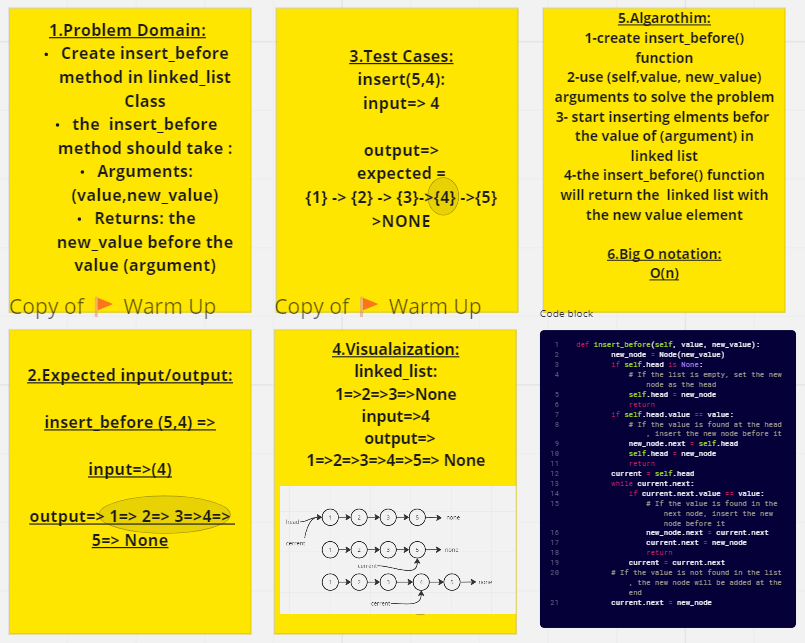 1.Problem Domain:
• Create insert_before
method in linked_list
Class
• the insert_before
method should take :
• Arguments:
(value,new_value)
• Returns: the
new_value before the
value (argument)
3.Test Cases:
insert(5,4):
input=> 4
output=>
expected =
{1} -> {2} -> {3}->{4} ->{5}
>NONE
5.Algarothim:
1-create insert_before()
function
2-use (self,value, new_value)
arguments to solve the problem
3- start inserting elments befor
the value of (argument) in
linked list
4-the insert_before() function
will return the linked list with
the new value element
6.Big O notation:
O(n)
Copy of 🚩 Warm Up
Copy of 🚩 Warm Up
2.Expected input/output:
insert_before (5,4) =>
input=>(4)
output=> 1=> 2=> 3=>4=>
5=> None
4.Visualaization:
linked_list:
1=>2=>3=>None
input=>4
output=>
1=>2=>3=>4=>5=> None
head
1 2 3 5 none
cerrent
1 2 3 5 none
current
1 2 3 4 5 none
cerrent
Code block
1 def insert_before(self, value, new_value):
2 new_node = Node(new_value)
3 if self.head is None:
4 # If the list is empty, set the new
node as the head
5 self.head = new_node
6 return
7 if self.head.value == value:
8 # If the value is found at the head
, insert the new node before it
9 new_node.next = self.head
10 self.head = new_node
11 return
12 current = self.head
13 while current.next:
14 if current.next.value == value:
15 # If the value is found in the
next node, insert the new
node before it
16 new_node.next = current.next
17 current.next = new_node
18 return
19 current = current.next
20 # If the value is not found in the list
, the new node will be added at the
end
21 current.next = new_node